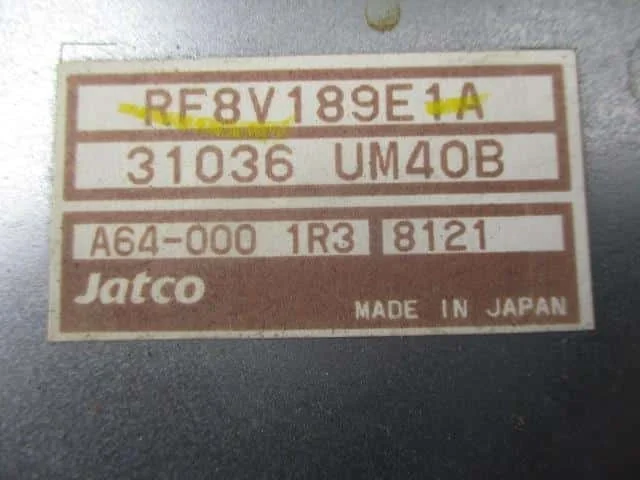 RF8V189E1A
31036 UM40B
A64-000 1R3 8121
Jatco
MADE IN JAPAN